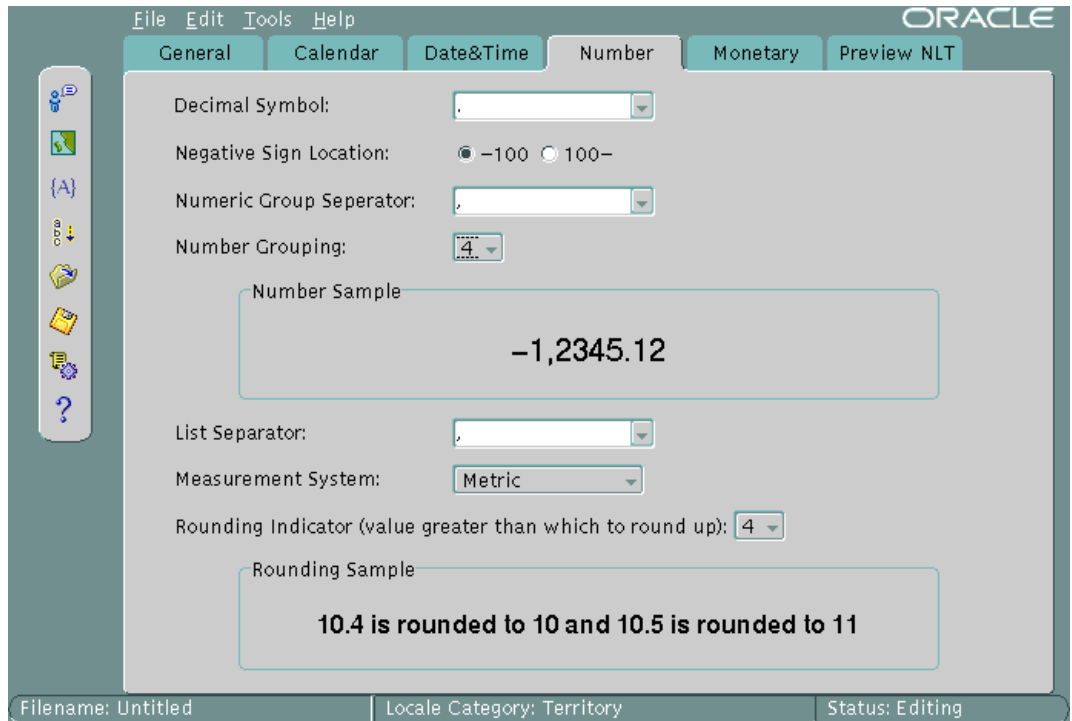 File Edit Tools Help
ORACLE
General Calendar Date&Time Number Monetary Preview NLT
Decimal Symbol: .
Negative Sign Location: −100 100−
Numeric Group Seperator: ,
{A}
Number Grouping: 4
a
b
c
Number Sample
−1,2345.12
?
List Separator: ,
Measurement System: Metric
Rounding Indicator (value greater than which to round up): 4
Rounding Sample
10.4 is rounded to 10 and 10.5 is rounded to 11
Filename: Untitled Locale Category: Territory Status: Editing